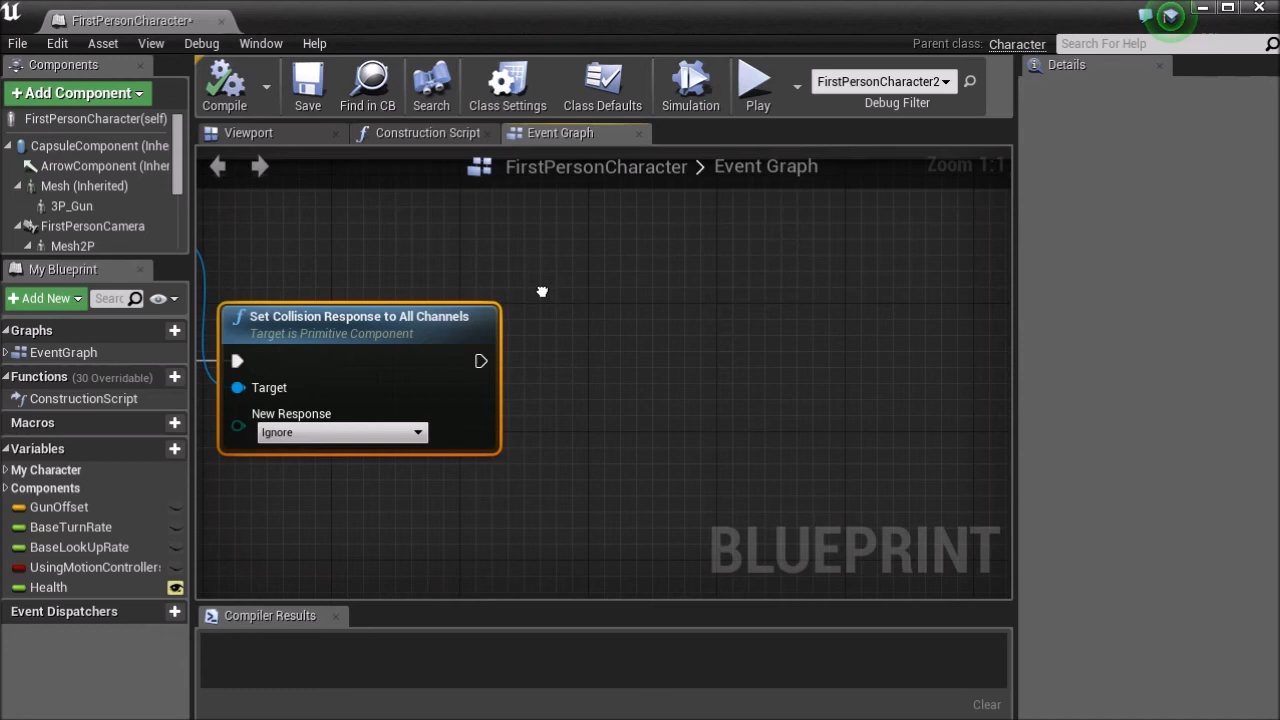 FirstPersonCharacter*
File Edit Asset View Debug Window Help
Parent class: Character Search For Help
Components
+Add Component
FirstPersonCharacter(self)
CapsuleComponent (Inhe
ArrowComponent (Inher
Mesh (Inherited)
3P_Gun
FirstPersonCamera
Mesh2P
My Blueprint
+Add New Searc
Graphs
EventGraph
Functions (30 Overridable)
ConstructionScript
Macros
Variables
My Character
Components
GunOffset
BaseTurnRate
BaseLookUpRate
UsingMotionControllers
Health
Event Dispatchers
Compile Save Find in CB Search Class Settings Class Defaults Simulation Play
FirstPersonCharacter2
Debug Filter
Viewport Construction Script Event Graph
FirstPersonCharacter > Event Graph Zoom 1:1
Set Collision Response to All Channels
Target is Primitive Component
Target
New Response
Ignore
BLUEPRINT
Compiler Results
Clear
Details